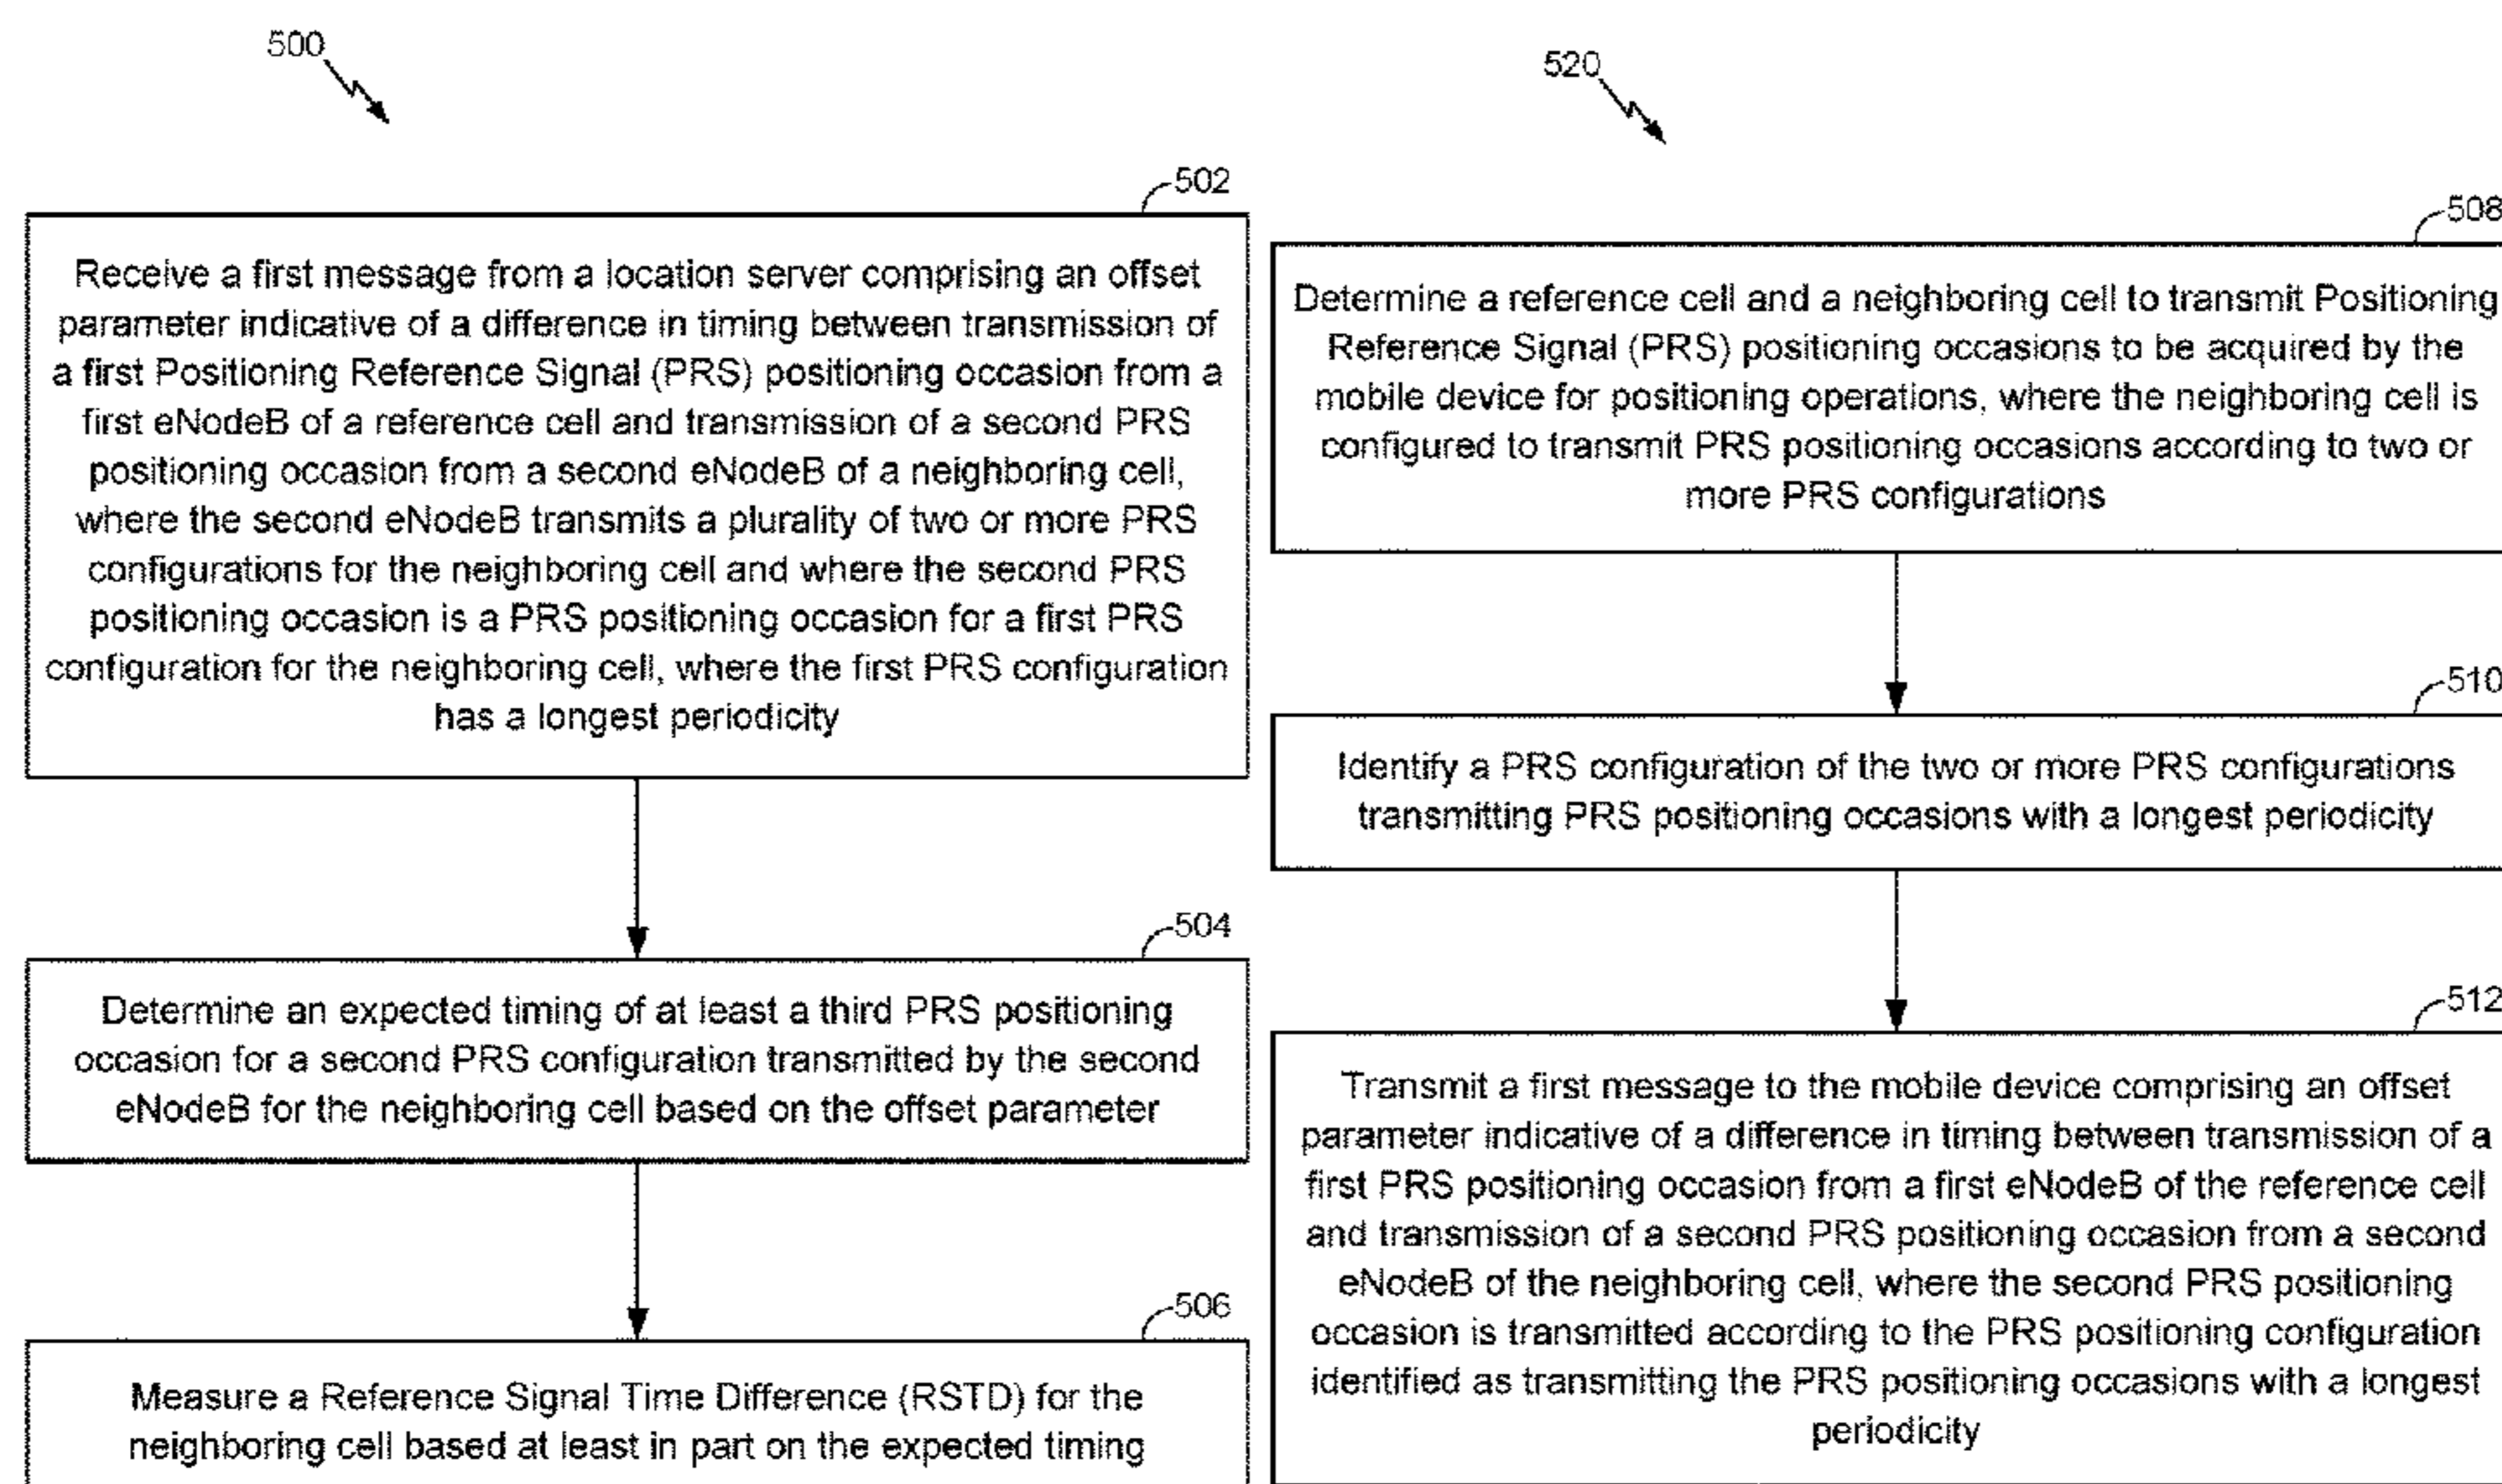 500
502
Receive a first message from a location server comprising an offset
parameter indicative of a difference in timing between transmission of
a first Positioning Reference Signal (PRS) positioning occasion from a
first eNodeB of a reference cell and transmission of a second PRS
positioning occasion from a second eNodeB of a neighboring cell,
where the second eNodeB transmits a plurality of two or more PRS
configurations for the neighboring cell and where the second PRS
positioning occasion is a PRS positioning occasion for a first PRS
configuration for the neighboring cell, where the first PRS configuration
has a longest periodicity
504
Determine an expected timing of at least a third PRS positioning
occasion for a second PRS configuration transmitted by the second
eNodeB for the neighboring cell based on the offset parameter
506
Measure a Reference Signal Time Difference (RSTD) for the
neighboring cell based at least in part on the expected timing
520
508
Determine a reference cell and a neighboring cell to transmit Positioning
Reference Signal (PRS) positioning occasions to be acquired by the
mobile device for positioning operations, where the neighboring cell is
configured to transmit PRS positioning occasions according to two or
more PRS configurations
510
Identify a PRS configuration of the two or more PRS configurations
transmitting PRS positioning occasions with a longest periodicity
512
Transmit a first message to the mobile device comprising an offset
parameter indicative of a difference in timing between transmission of a
first PRS positioning occasion from a first eNodeB of the reference cell
and transmission of a second PRS positioning occasion from a second
eNodeB of the neighboring cell, where the second PRS positioning
occasion is transmitted according to the PRS positioning configuration
identified as transmitting the PRS positioning occasions with a longest
periodicity